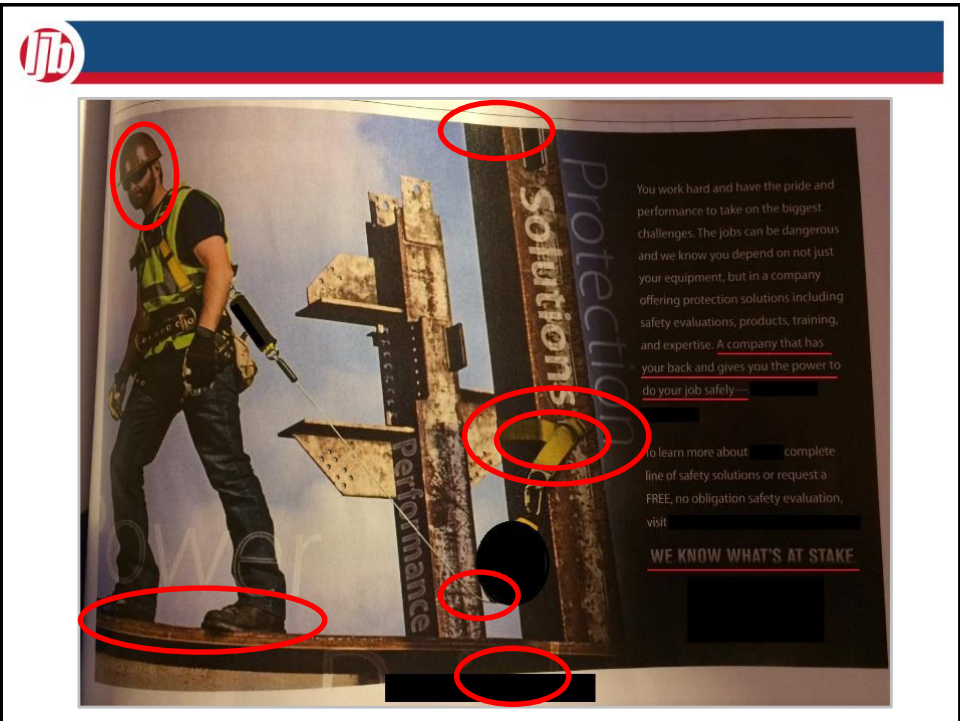 ljb
Protection
Solutions
Performance
Power
You work hard and have the pride and
performance to take on the biggest
challenges. The jobs can be dangerous
and we know you depend on not just
your equipment, but in a company
offering protection solutions including
safety evaluations, products, training,
and expertise. A company that has
your back and gives you the power to
do your job safely—
To learn more about complete
line of safety solutions or request a
FREE, no obligation safety evaluation,
visit
WE KNOW WHAT'S AT STAKE